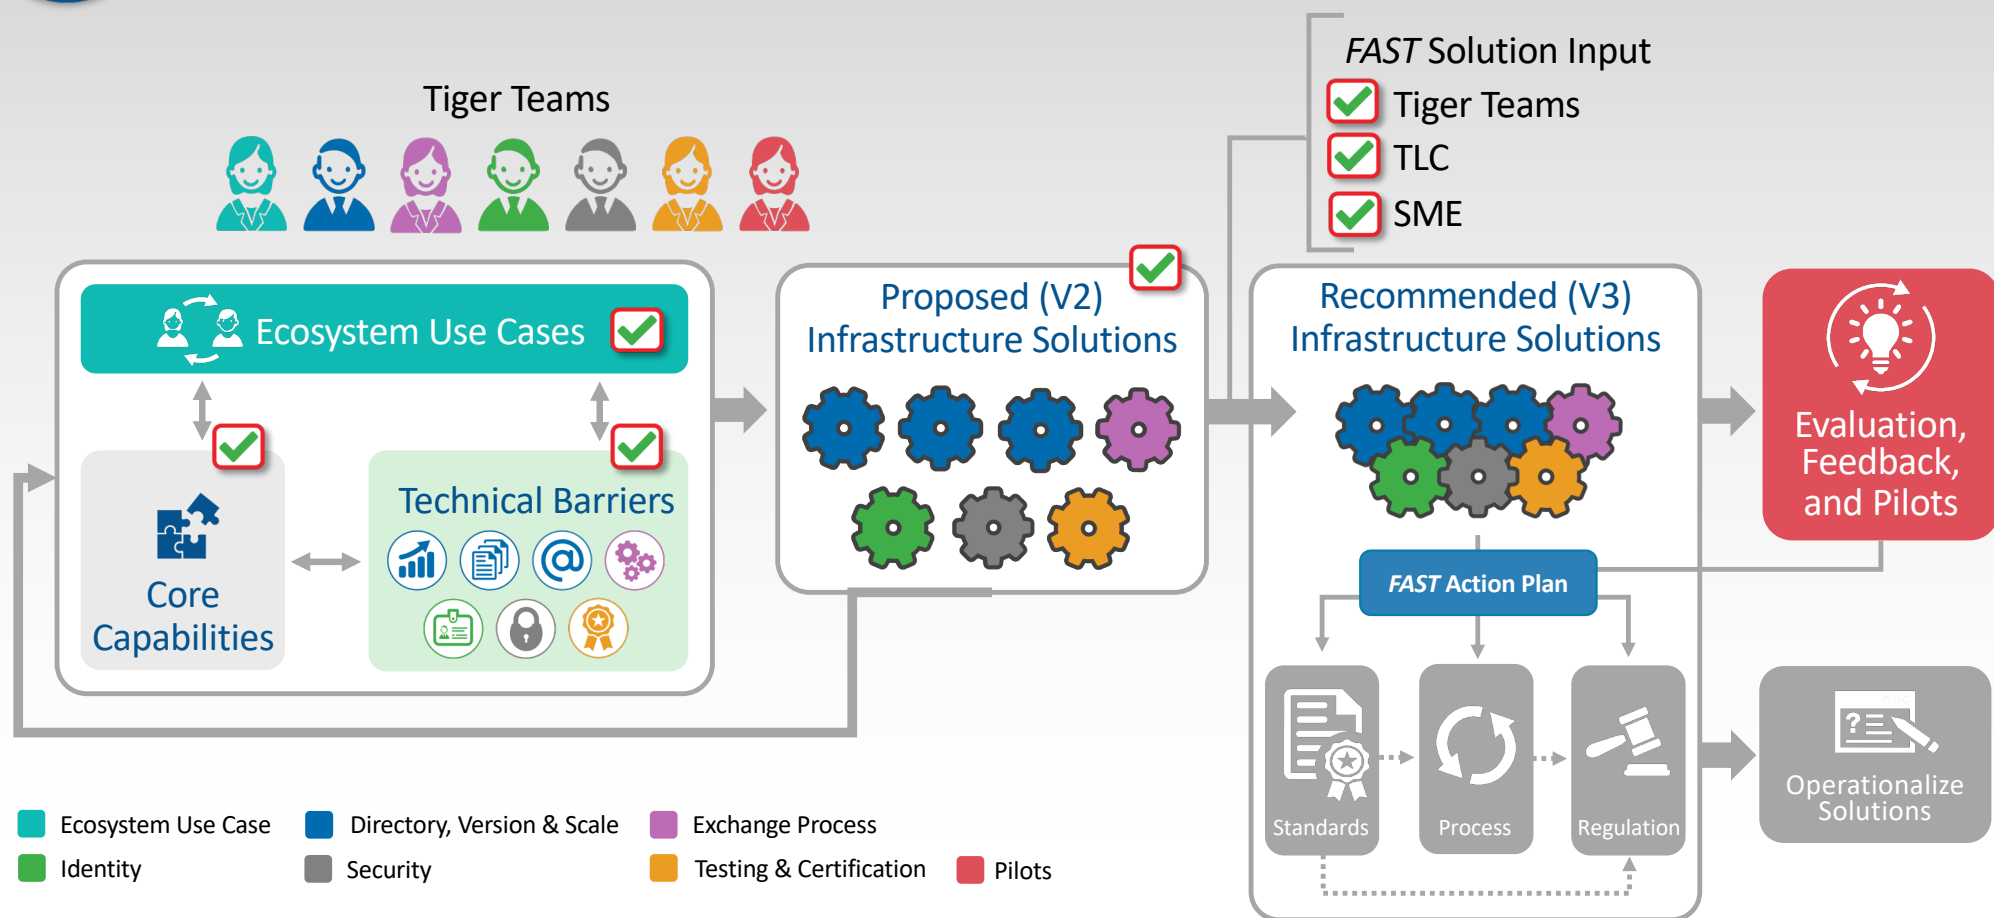 Tiger Teams
FAST Solution Input
Tiger Teams
TLC
SME
Ecosystem Use Cases
Core
Capabilities
Technical Barriers
@
Proposed (V2)
Infrastructure Solutions
Recommended (V3)
Infrastructure Solutions
FAST Action Plan
Standards
Process
Regulation
Evaluation,
Feedback,
and Pilots
?
Operationalize
Solutions
Ecosystem Use Case
Directory, Version & Scale
Exchange Process
Identity
Security
Testing & Certification
Pilots